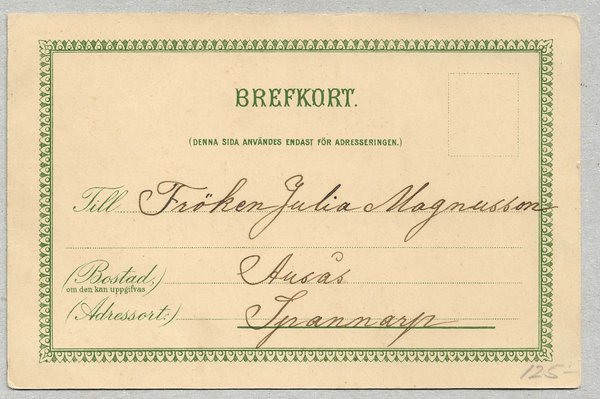 BREFKORT.
(DENNA SIDA ANVÄNDES ENDAST FÖR ADRESSERINGEN.)
Till Fröken Julia Magnusson
(Bostad,) Ausås
om den kan uppgifvas
(Adressort:) Spannarp
125-